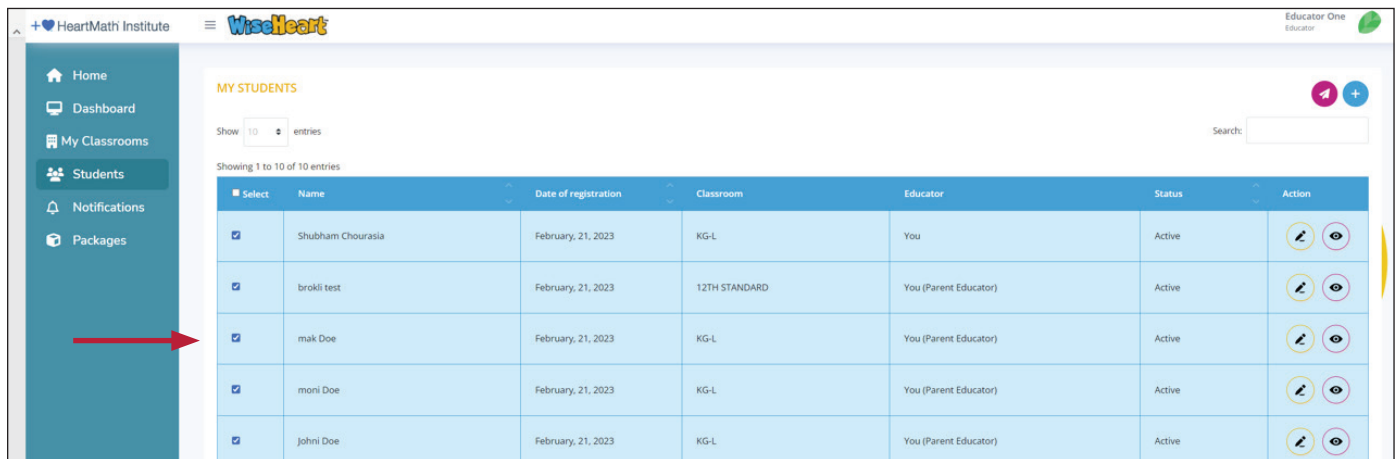 HeartMath Institute
WiseHeart
Educator One
Educator
Home
Dashboard
My Classrooms
Students
Notifications
Packages
MY STUDENTS
Show 10 entries
Search:
Showing 1 to 10 of 10 entries
Select Name Date of registration Classroom Educator Status Action
Shubham Chourasia February, 21, 2023 KG-L You Active
brokli test February, 21, 2023 12TH STANDARD You (Parent Educator) Active
mak Doe February, 21, 2023 KG-L You (Parent Educator) Active
moni Doe February, 21, 2023 KG-L You (Parent Educator) Active
Johni Doe February, 21, 2023 KG-L You (Parent Educator) Active